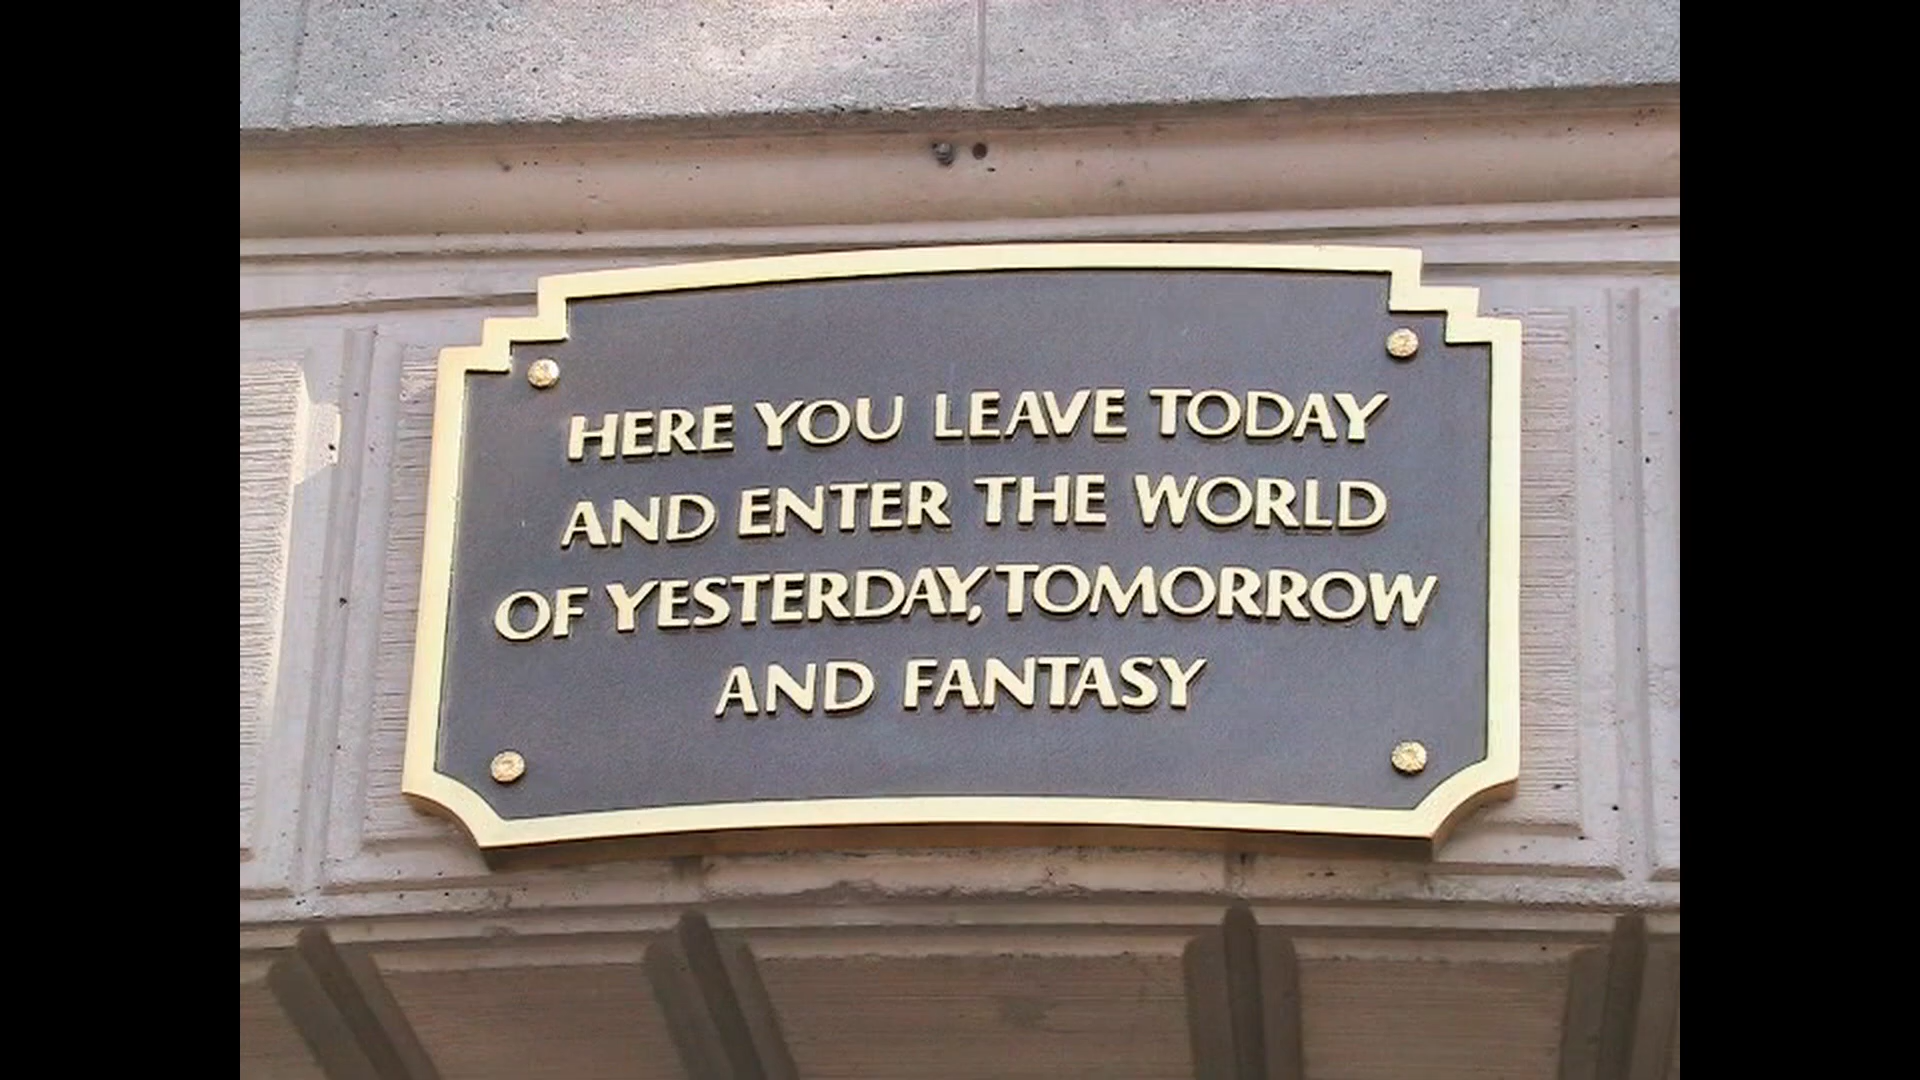 HERE YOU LEAVE TODAY
AND ENTER THE WORLD
OF YESTERDAY, TOMORROW
AND FANTASY